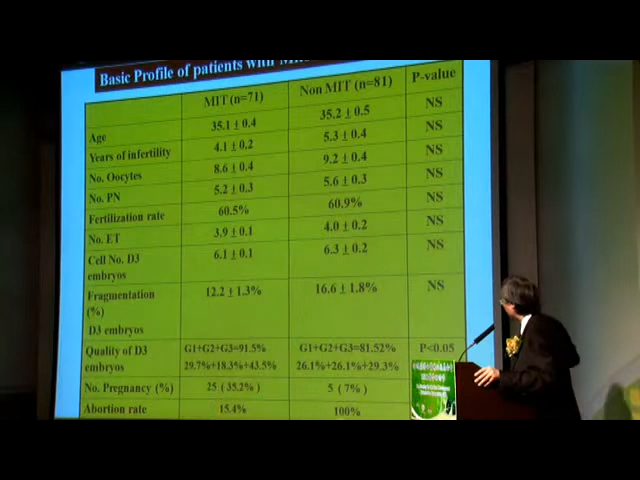 Basic Profile of patients with
MIT (n=71) Non MIT (n=81) P-value
Age 35.1 ± 0.4 35.2 ± 0.5 NS
Years of infertility 4.1 ± 0.2 5.3 ± 0.4 NS
No. Oocytes 8.6 ± 0.4 9.2 ± 0.4 NS
No. PN 5.2 ± 0.3 5.6 ± 0.3 NS
Fertilization rate 60.5% 60.9% NS
No. ET 3.9 ± 0.1 4.0 ± 0.2 NS
Cell No. D3 6.1 ± 0.1 6.3 ± 0.2 NS
embryos
Fragmentation 12.2 ± 1.3% 16.6 ± 1.8% NS
(%)
D3 embryos
Quality of D3 G1+G2+G3=91.5% G1+G2+G3=81.52% P<0.05
embryos 29.7%+18.3%+43.5% 26.1%+26.1%+29.3%
No. Pregnancy (%) 25 ( 35.2% ) 5 ( 7% )
Abortion rate 15.4% 100%